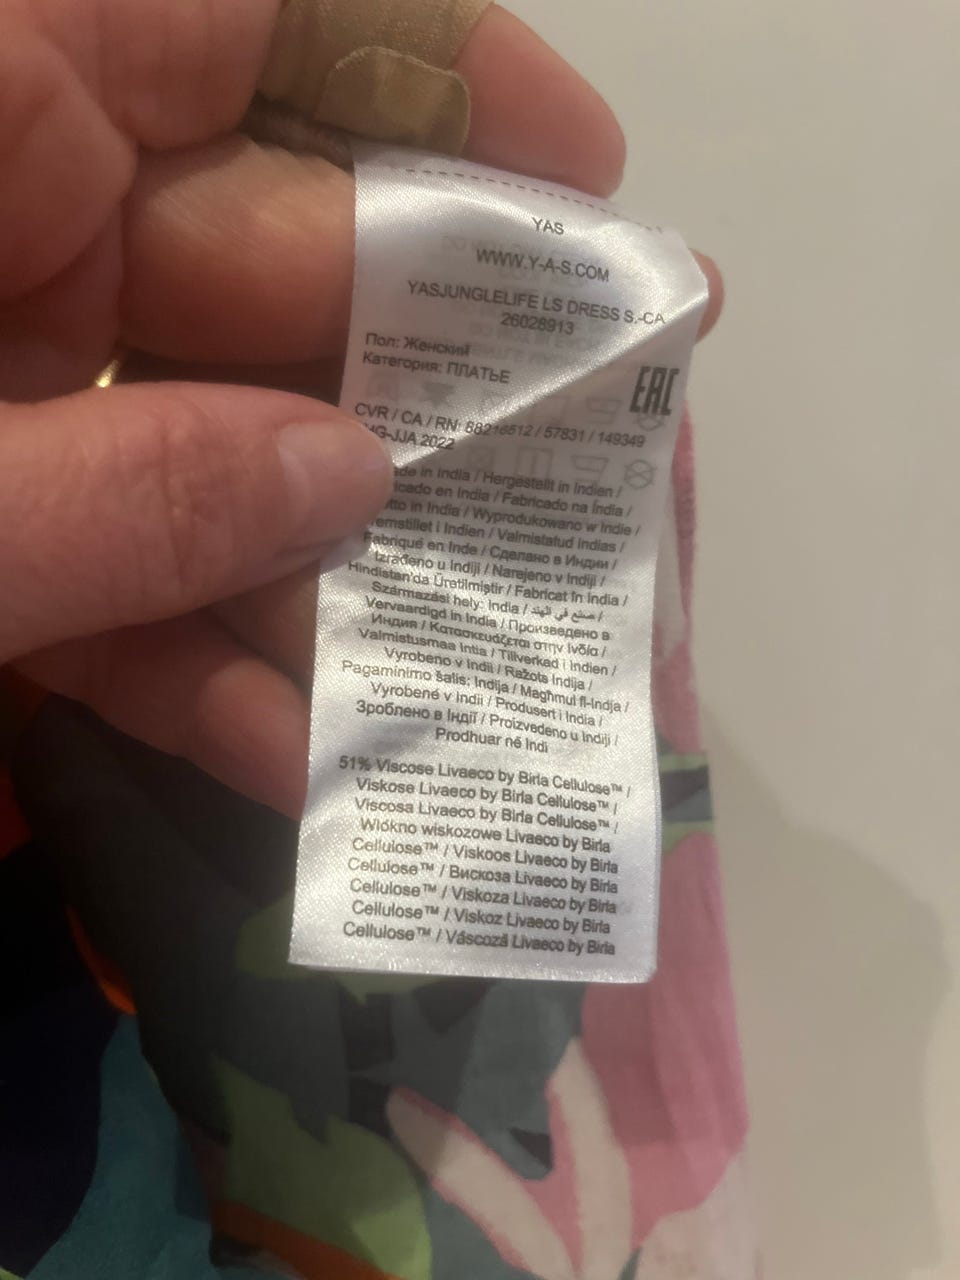 YAS
WWW.Y-A-S.COM
YASJUNGLELIFE LS DRESS S.-CA
26028913
Пол: Женский
Категория: ПЛАТЬЕ
EAC
CVR / CA / RN: 88216512 / 57831 / 149349
JJA 2022
in India / Hergestellt in Indien /
en India / Fabricado na Índia /
in India / Wyprodukowano w Indie /
i Indien / Valmistatud Indias /
Fabriqué en Inde / Сделано в Индии /
Izrađeno u Indiji / Narejeno v Indiji /
Hindistan'da Üretilmiştir / Fabricat în India /
Származási hely: India / صنع في الهند /
Vervaardigd in India / Произведено в
Индия / Κατασκευάζεται στην Ινδία /
Valmistusmaa Intia / Tillverkad i Indien /
Vyrobeno v Indii / Ražots Indija /
Pagaminimo šalis: Indija / Magħmul fl-Indja /
Vyrobené v Indii / Produsert i India /
Зроблено в Індії / Proizvedeno u Indiji /
Prodhuar në Indi
51% Viscose Livaeco by Birla Cellulose™ /
Viskose Livaeco by Birla Cellulose™ /
Viscosa Livaeco by Birla Cellulose™ /
Włókno wiskozowe Livaeco by Birla
Cellulose™ / Viskoos Livaeco by Birla
Cellulose™ / Вискоза Livaeco by Birla
Cellulose™ / Viskoza Livaeco by Birla
Cellulose™ / Viskoz Livaeco by Birla
Cellulose™ / Vâscoză Livaeco by Birla